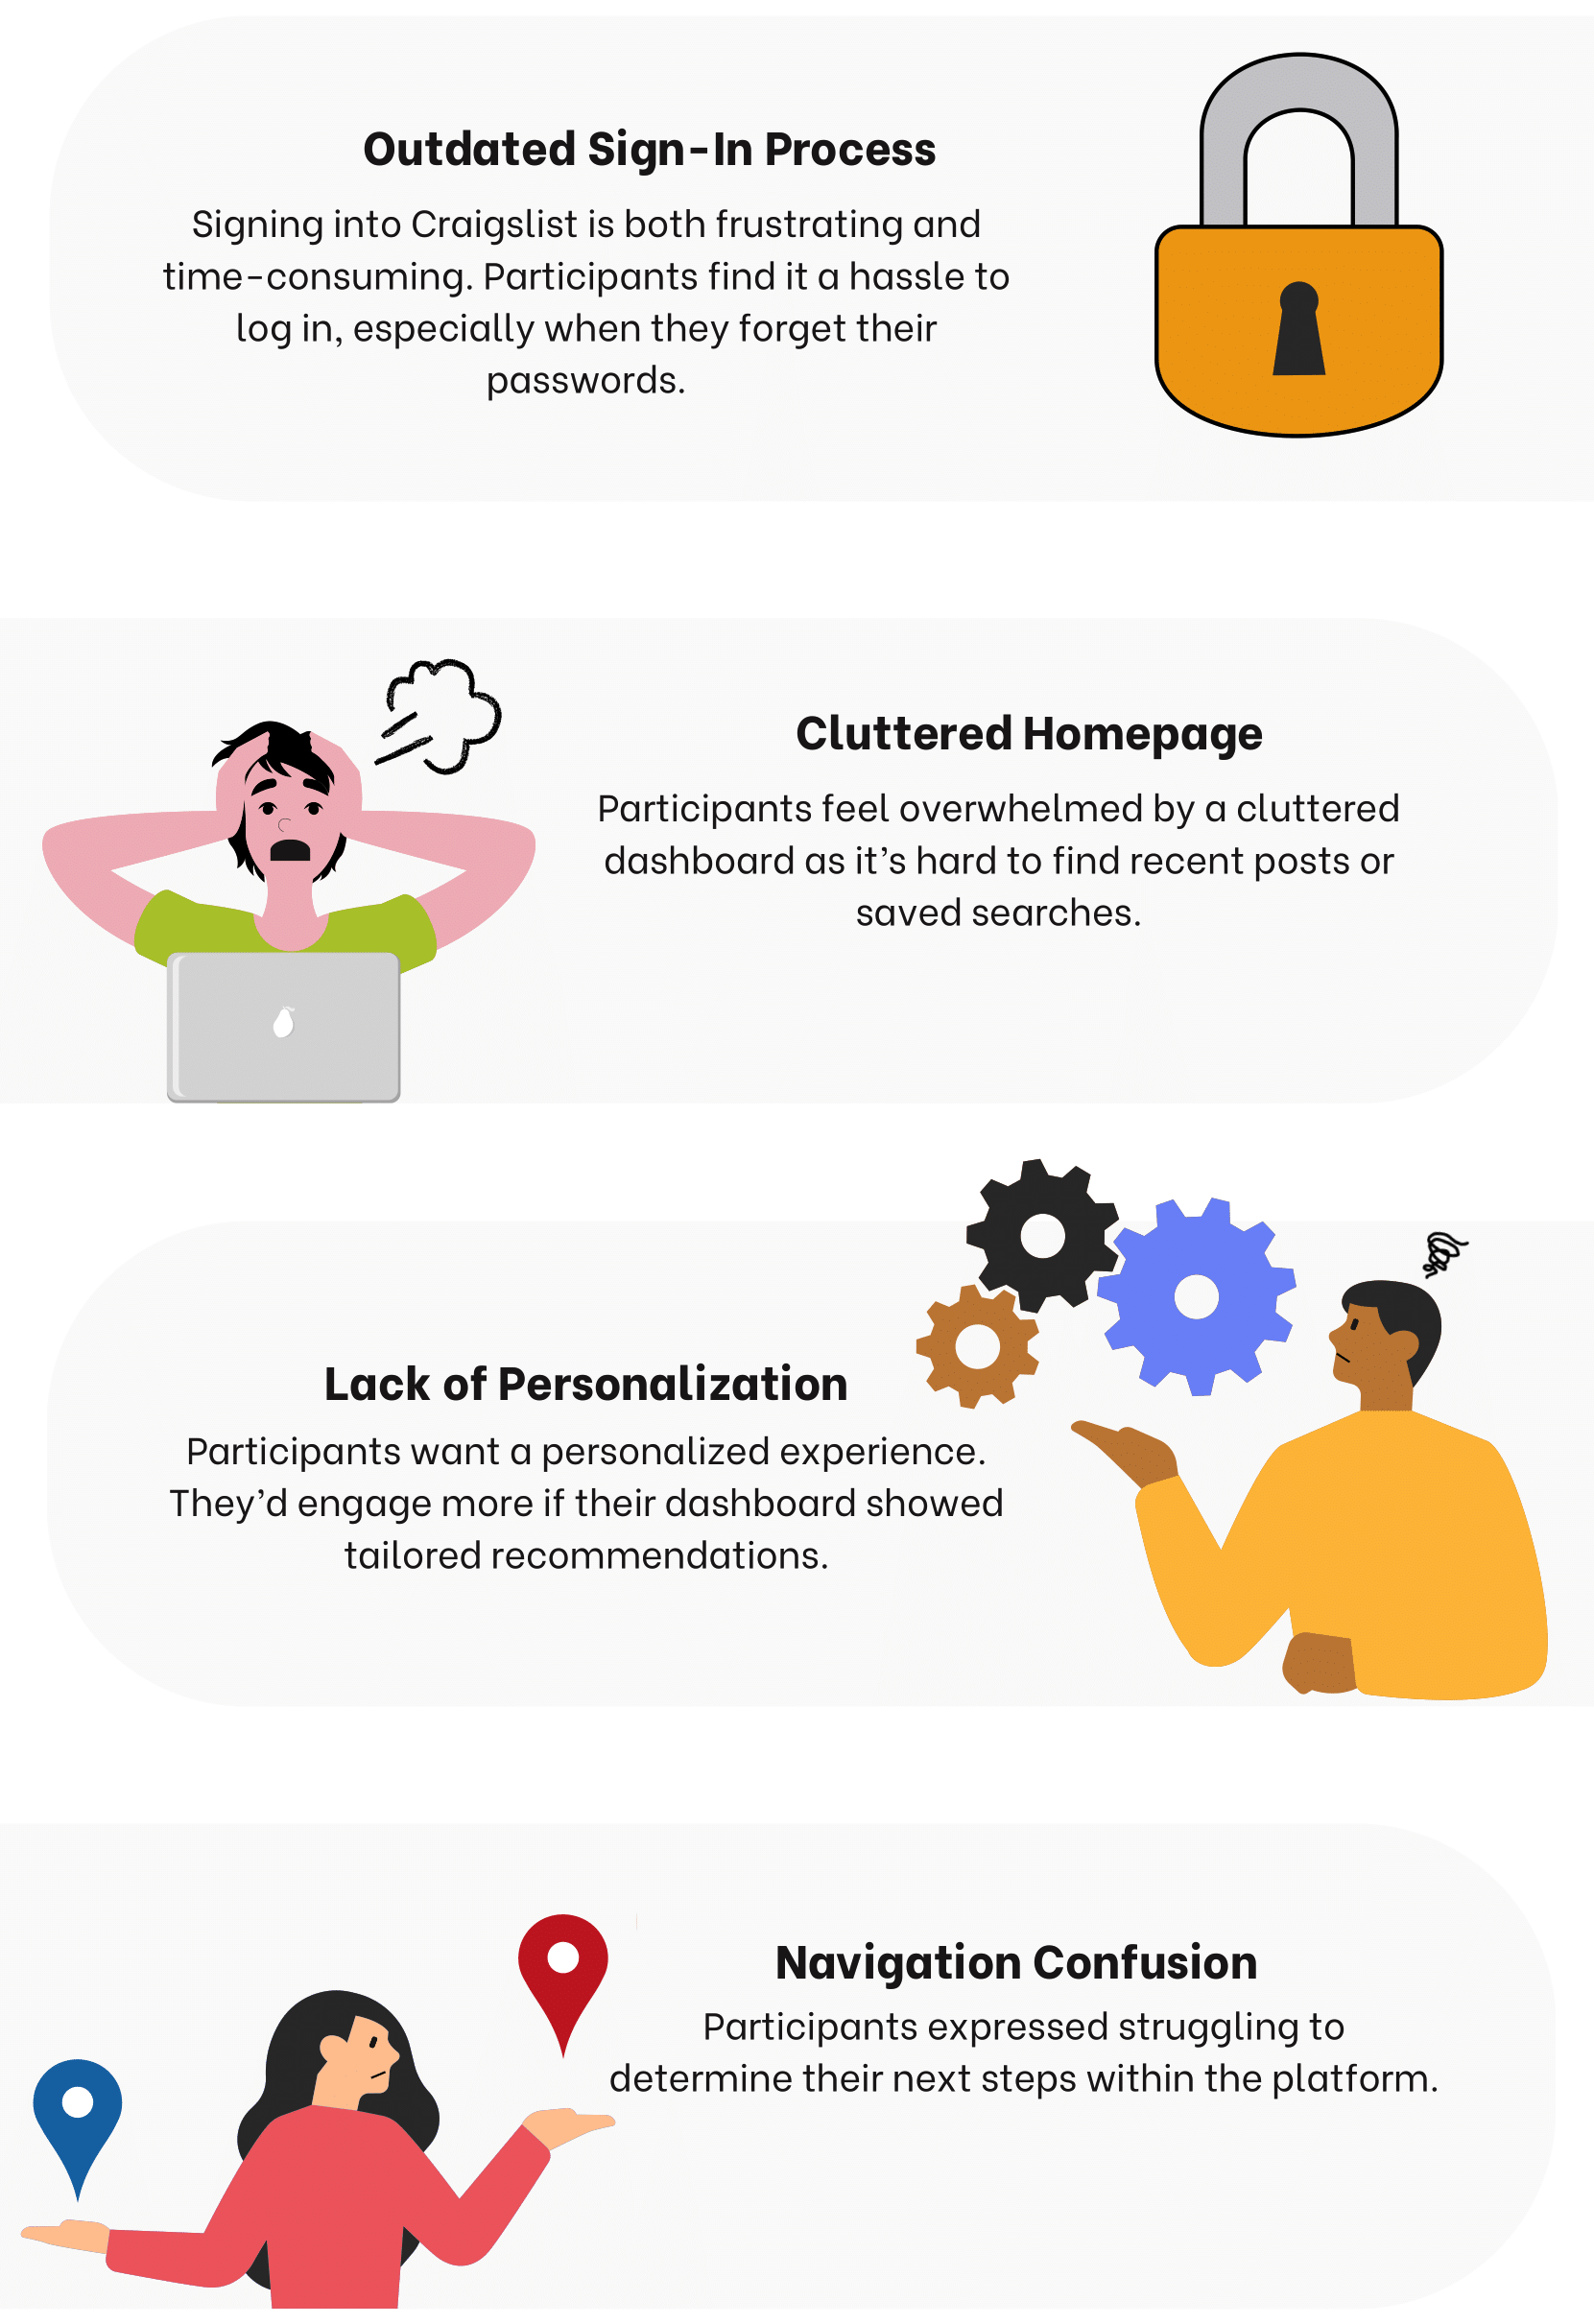 Outdated Sign-In Process
Signing into Craigslist is both frustrating and
time-consuming. Participants find it a hassle to
log in, especially when they forget their
passwords.
Cluttered Homepage
Participants feel overwhelmed by a cluttered
dashboard as it’s hard to find recent posts or
saved searches.
Lack of Personalization
Participants want a personalized experience.
They’d engage more if their dashboard showed
tailored recommendations.
Navigation Confusion
Participants expressed struggling to
determine their next steps within the platform.